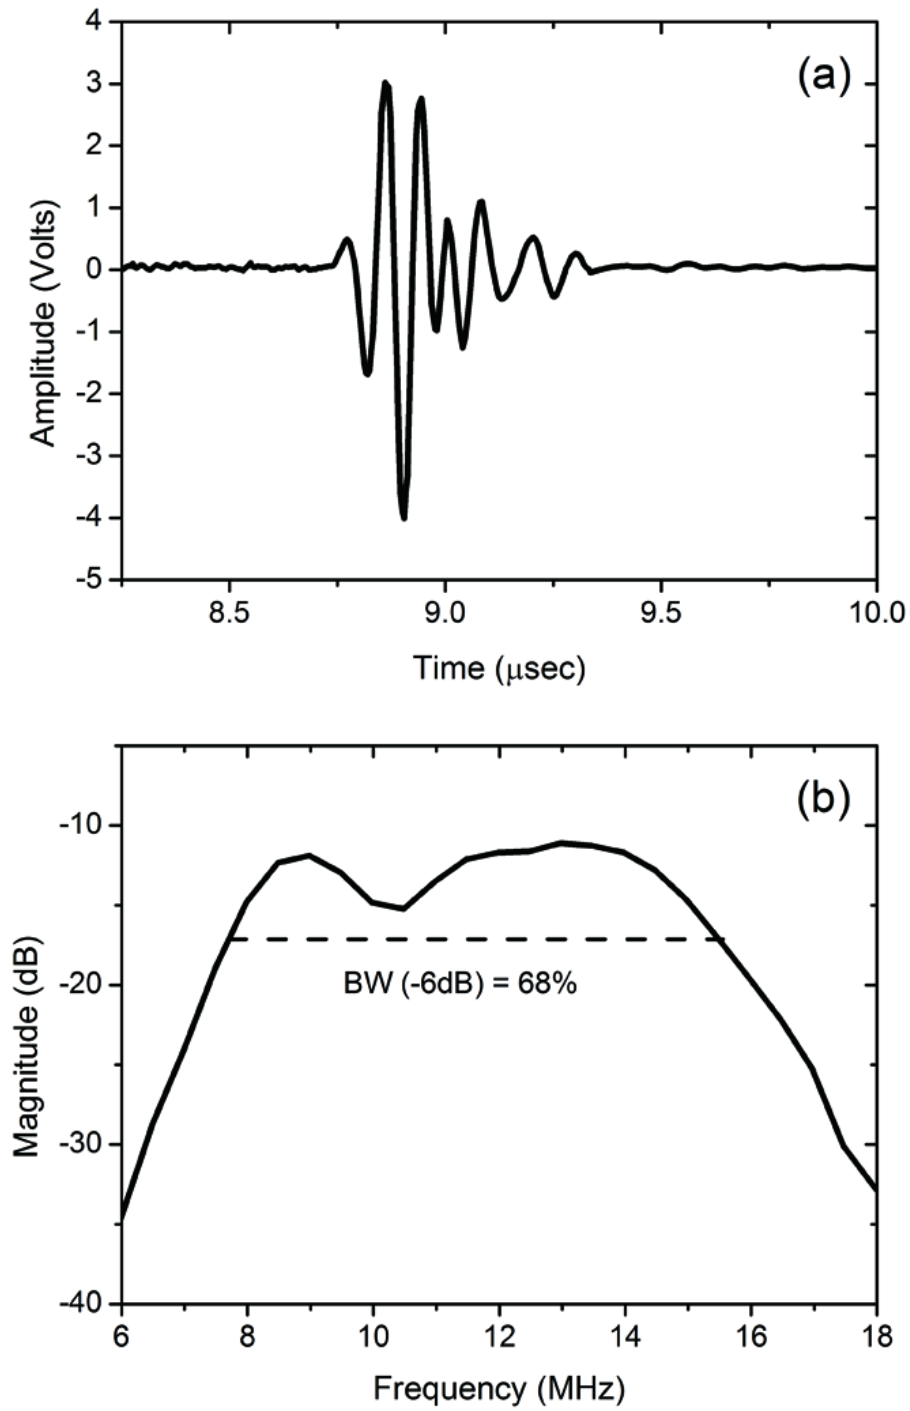 4
(a)
3
2
1
0
-1
-2
-3
-4
-5
Amplitude (Volts)
8.5 9.0 9.5 10.0
Time (μsec)
(b)
-10
-20
-30
-40
BW (-6dB) = 68%
Magnitude (dB)
6 8 10 12 14 16 18
Frequency (MHz)